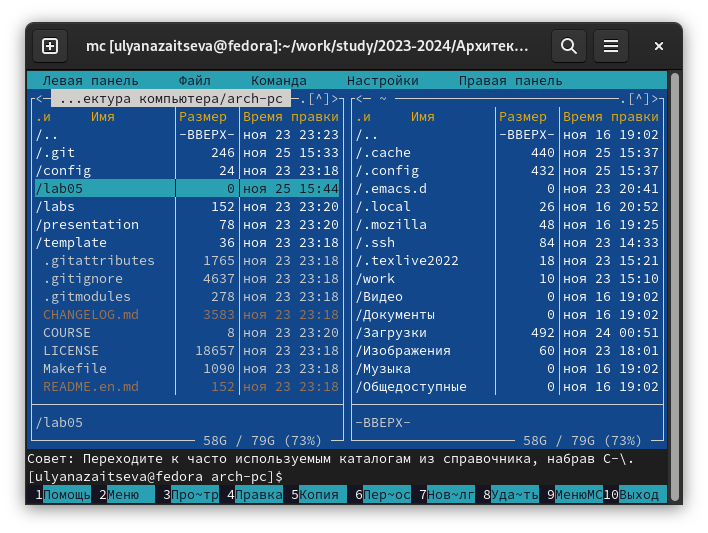 mc [ulyanazaitseva@fedora]:~/work/study/2023-2024/Архитек...
Левая панель Файл Команда Настройки Правая панель
<─ ...ектура компьютера/arch-pc ─.[^]>
.и Имя Размер Время правки
/.. -ВВЕРХ- ноя 23 23:23
/.git 246 ноя 25 15:33
/config 24 ноя 23 23:18
/lab05 0 ноя 25 15:44
/labs 152 ноя 23 23:20
/presentation 78 ноя 23 23:20
/template 36 ноя 23 23:18
.gitattributes 1765 ноя 23 23:18
.gitignore 4637 ноя 23 23:18
.gitmodules 278 ноя 23 23:18
CHANGELOG.md 3583 ноя 23 23:18
COURSE 8 ноя 23 23:20
LICENSE 18657 ноя 23 23:18
Makefile 1090 ноя 23 23:18
README.en.md 152 ноя 23 23:18
/lab05
58G / 79G (73%)
<─ ~ ─.[^]>
.и Имя Размер Время правки
/.. -ВВЕРХ- ноя 16 19:02
/.cache 440 ноя 25 15:37
/.config 432 ноя 25 15:37
/.emacs.d 0 ноя 23 20:41
/.local 26 ноя 16 20:52
/.mozilla 48 ноя 16 19:25
/.ssh 84 ноя 23 14:33
/.texlive2022 18 ноя 23 15:21
/work 10 ноя 23 15:10
/Видео 0 ноя 16 19:02
/Документы 0 ноя 16 19:02
/Загрузки 492 ноя 24 00:51
/Изображения 60 ноя 23 18:01
/Музыка 0 ноя 16 19:02
/Общедоступные 0 ноя 16 19:02
-ВВЕРХ-
58G / 79G (73%)
Совет: Переходите к часто используемым каталогам из справочника, набрав C-\.
[ulyanazaitseva@fedora arch-pc]$
1Помощь 2Меню 3Про~тр 4Правка 5Копия 6Пер~ос 7Нов~лг 8Уда~ть 9МенюMC 10Выход